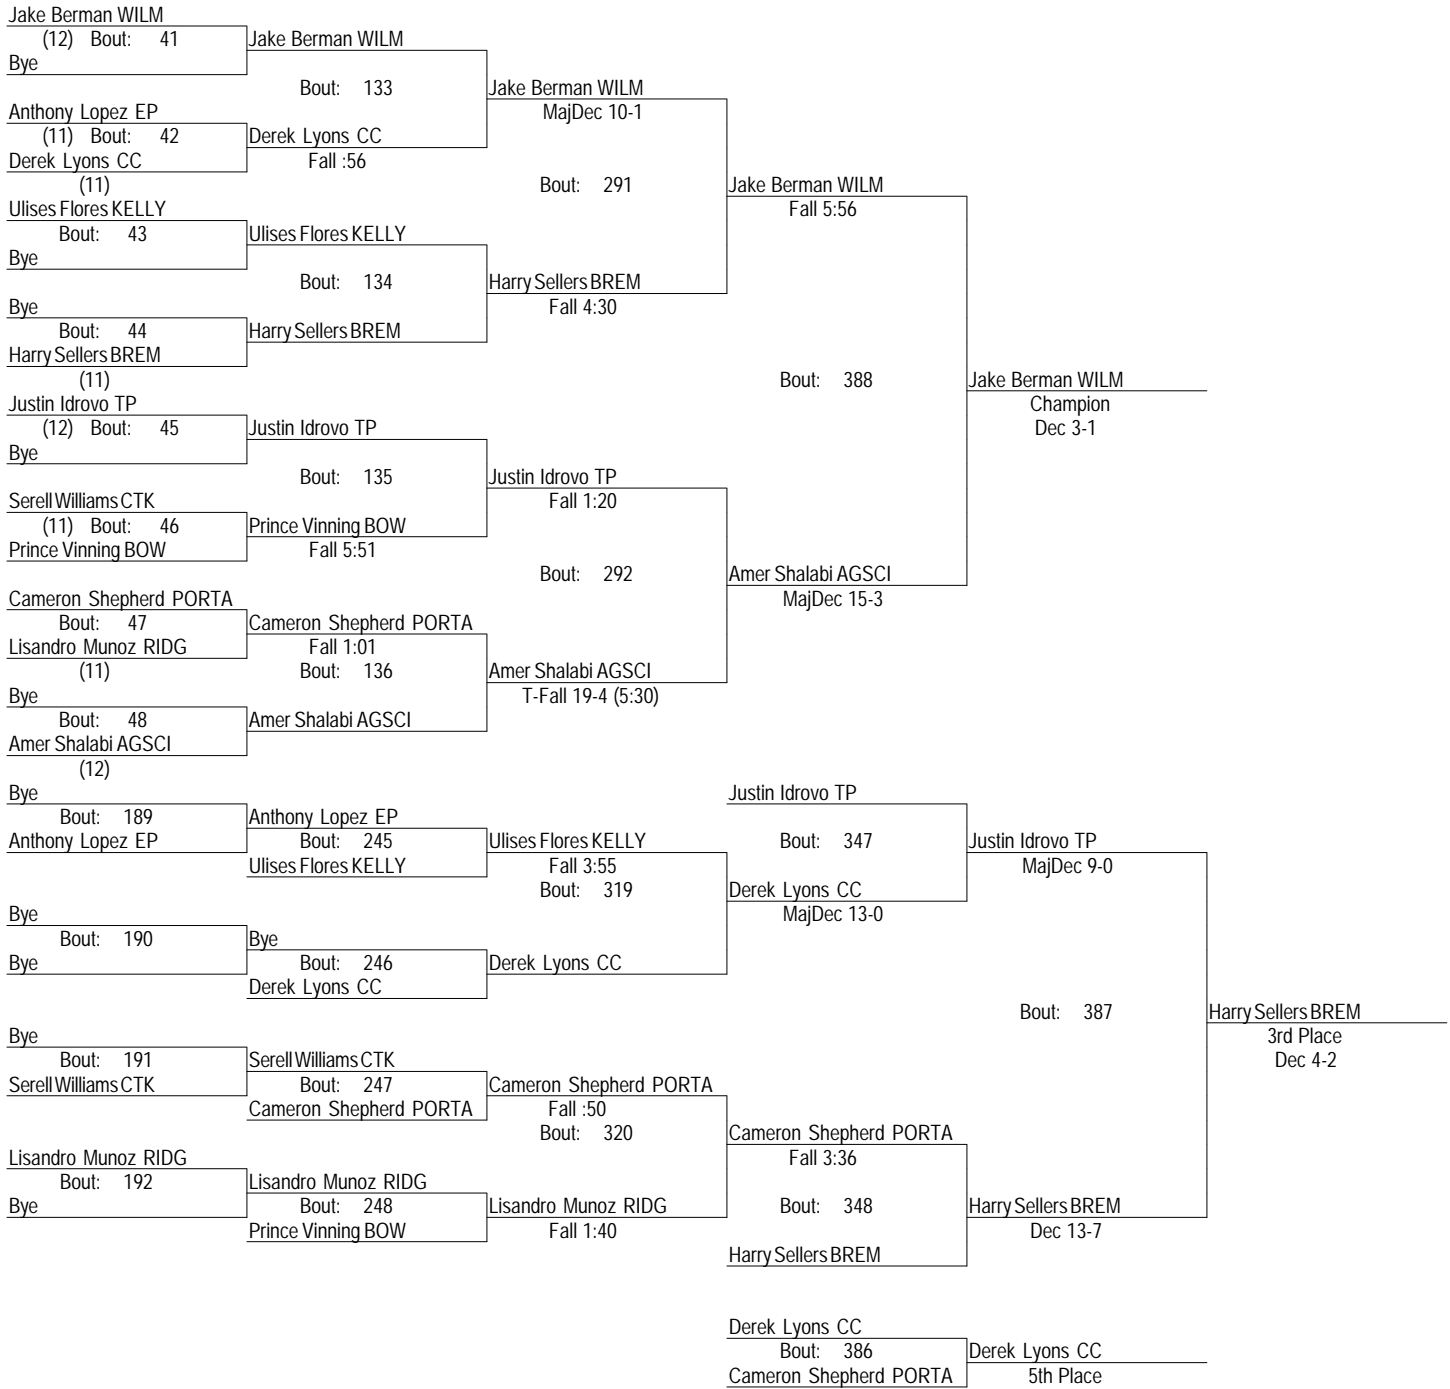 Jake Berman WILM
(12) Bout: 41 Jake Berman WILM
Bye
Bout: 133 Jake Berman WILM
Anthony Lopez EP MajDec 10-1
(11) Bout: 42 Derek Lyons CC
Derek Lyons CC Fall :56
(11) Bout: 291 Jake Berman WILM
Ulises Flores KELLY Fall 5:56
Bout: 43 Ulises Flores KELLY
Bye
Bout: 134 Harry Sellers BREM
Bye Fall 4:30
Bout: 44 Harry Sellers BREM
Harry Sellers BREM
(11) Bout: 388 Jake Berman WILM
Justin Idrovo TP Champion
(12) Bout: 45 Justin Idrovo TP Dec 3-1
Bye
Bout: 135 Justin Idrovo TP
Serell Williams CTK Fall 1:20
(11) Bout: 46 Prince Vinning BOW
Prince Vinning BOW Fall 5:51
Bout: 292 Amer Shalabi AGSCI
Cameron Shepherd PORTA MajDec 15-3
Bout: 47 Cameron Shepherd PORTA
Lisandro Munoz RIDG Fall 1:01
(11) Bout: 136 Amer Shalabi AGSCI
Bye T-Fall 19-4 (5:30)
Bout: 48 Amer Shalabi AGSCI
Amer Shalabi AGSCI
(12)
Bye Justin Idrovo TP
Bout: 189 Anthony Lopez EP
Anthony Lopez EP Bout: 245 Ulises Flores KELLY Bout: 347 Justin Idrovo TP
Ulises Flores KELLY Fall 3:55 MajDec 9-0
Bout: 319 Derek Lyons CC
Bye MajDec 13-0
Bout: 190 Bye
Bye Bout: 246 Derek Lyons CC
Derek Lyons CC
Bout: 387 Harry Sellers BREM
Bye 3rd Place
Bout: 191 Serell Williams CTK Dec 4-2
Serell Williams CTK Bout: 247 Cameron Shepherd PORTA
Cameron Shepherd PORTA Fall :50
Bout: 320 Cameron Shepherd PORTA
Lisandro Munoz RIDG Fall 3:36
Bout: 192 Lisandro Munoz RIDG
Bye Bout: 248 Lisandro Munoz RIDG Bout: 348 Harry Sellers BREM
Prince Vinning BOW Fall 1:40 Dec 13-7
Harry Sellers BREM
Derek Lyons CC
Bout: 386 Derek Lyons CC
Cameron Shepherd PORTA 5th Place